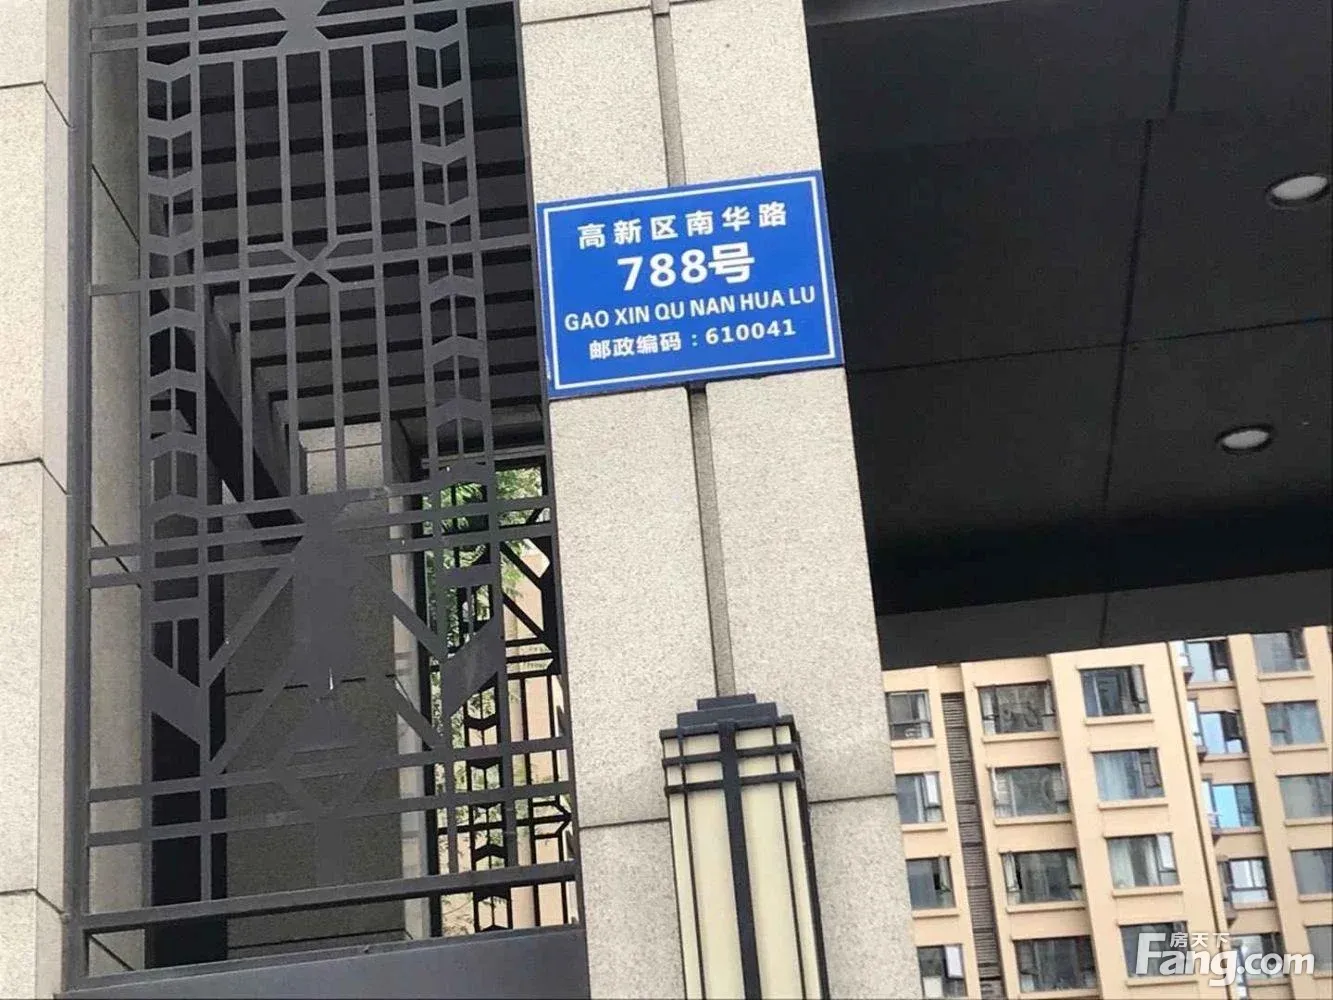 高新区南华路
788号
GAO XIN QU NAN HUA LU
邮政编码：610041
房天下
Fang.com